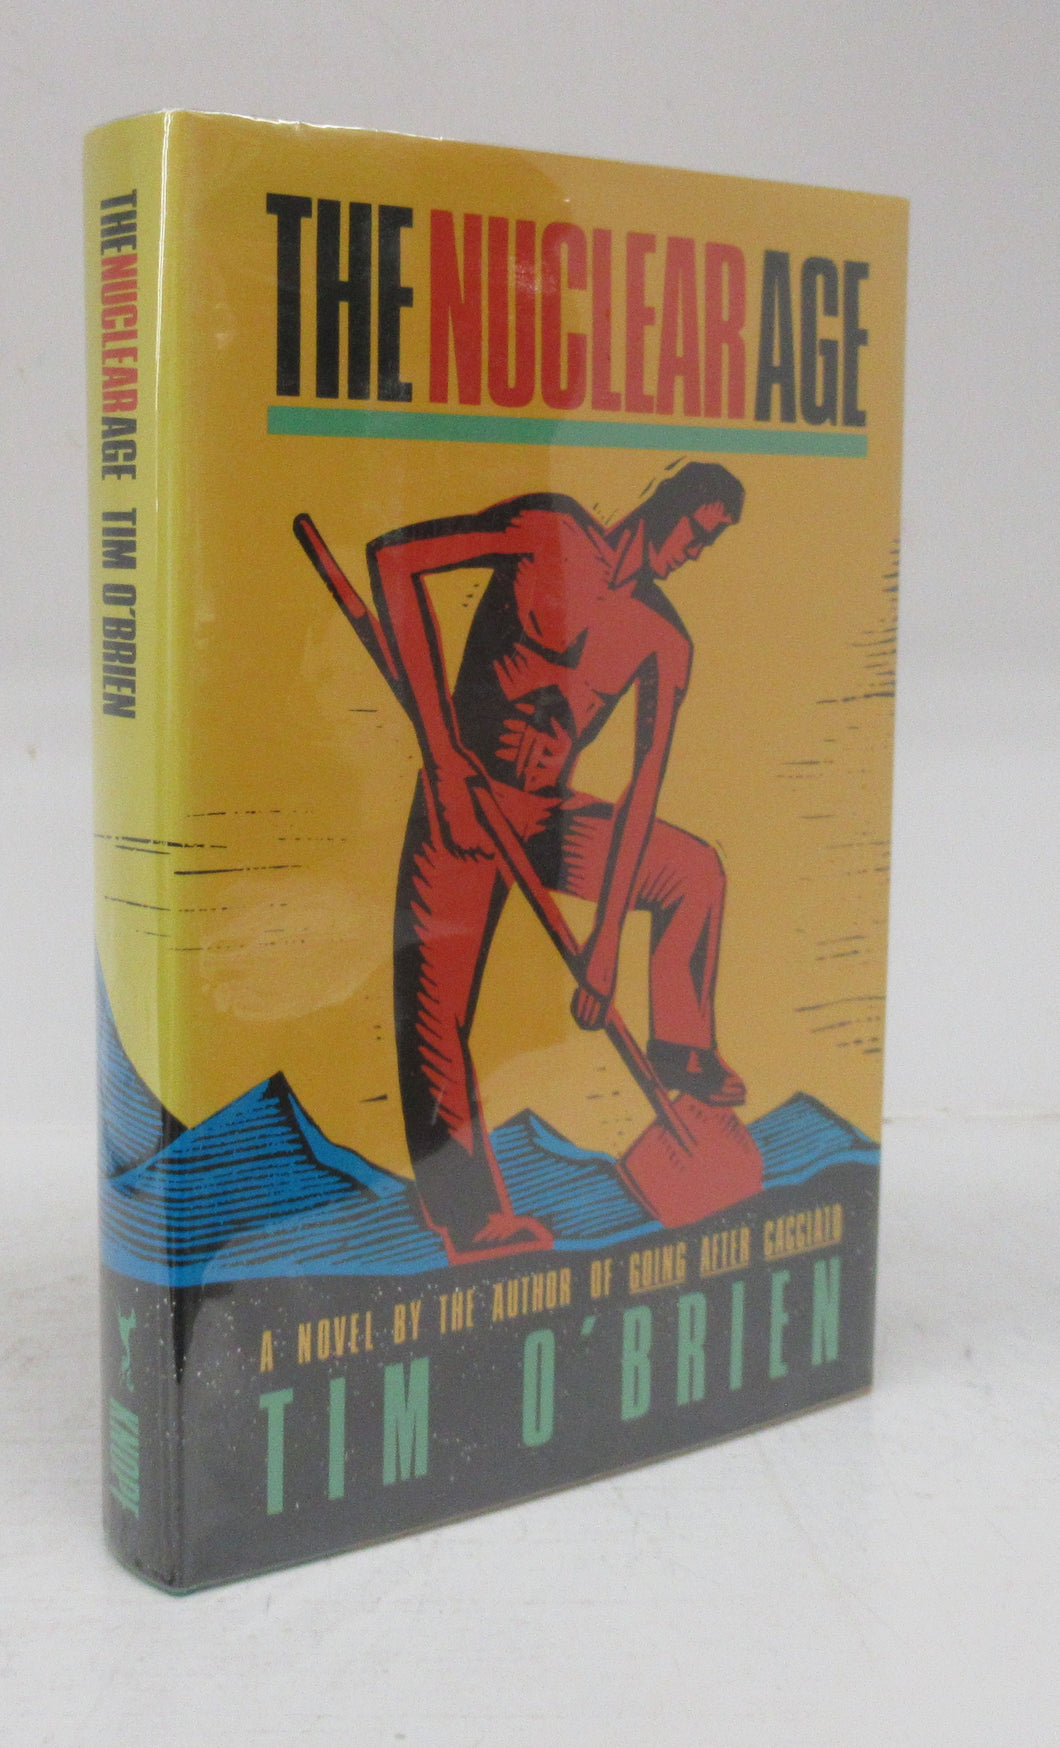 THE NUCLEAR AGE
A NOVEL BY THE AUTHOR OF GOING AFTER CACCIATO
TIM O'BRIEN
THE NUCLEAR AGE TIM O'BRIEN
KNOPF